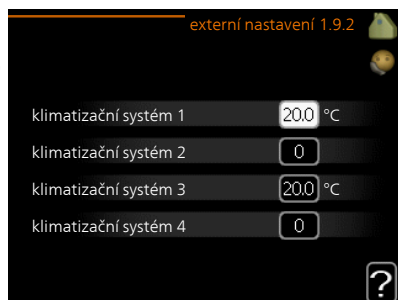 externí nastavení 1.9.2
klimatizační systém 1 20.0 °C
klimatizační systém 2 0
klimatizační systém 3 20.0 °C
klimatizační systém 4 0
?